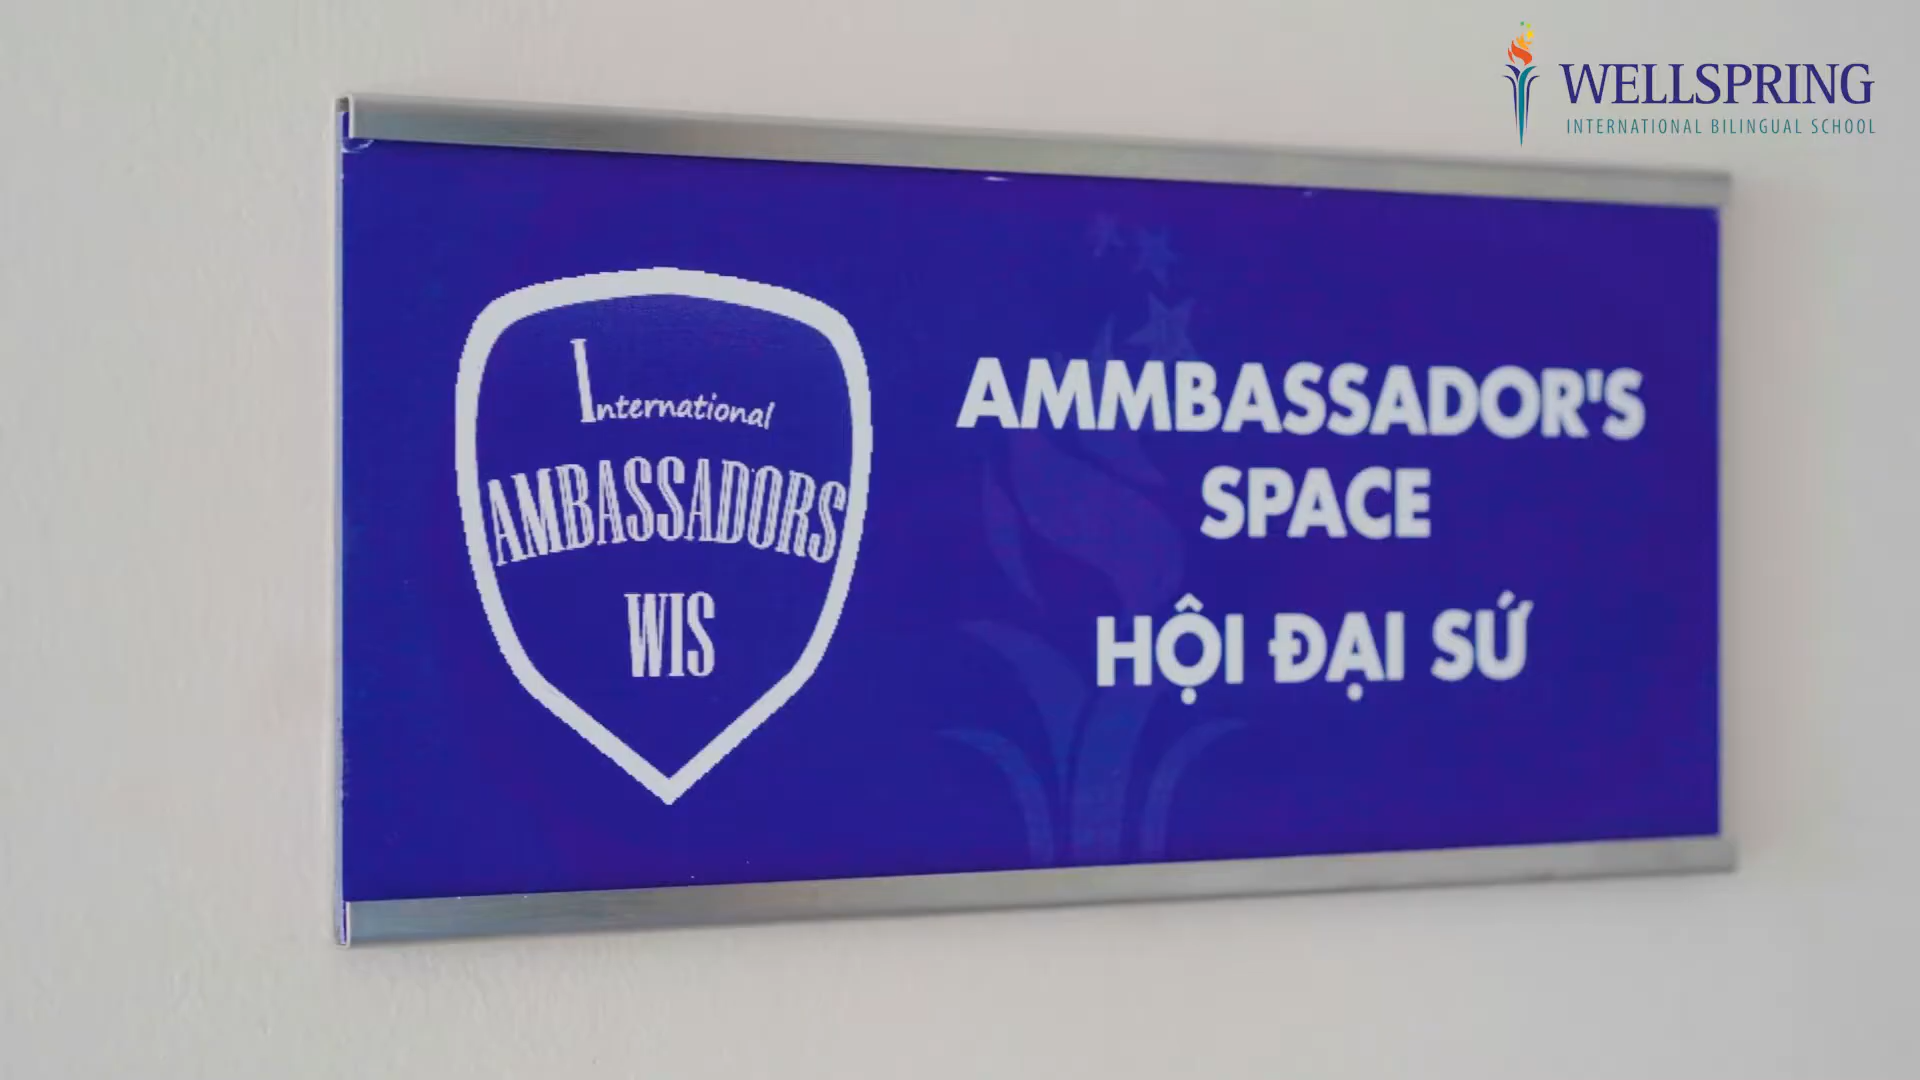 WELLSPRING
INTERNATIONAL BILINGUAL SCHOOL
International
AMBASSADORS
WIS
AMMBASSADOR'S
SPACE
HỘI ĐẠI SỨ